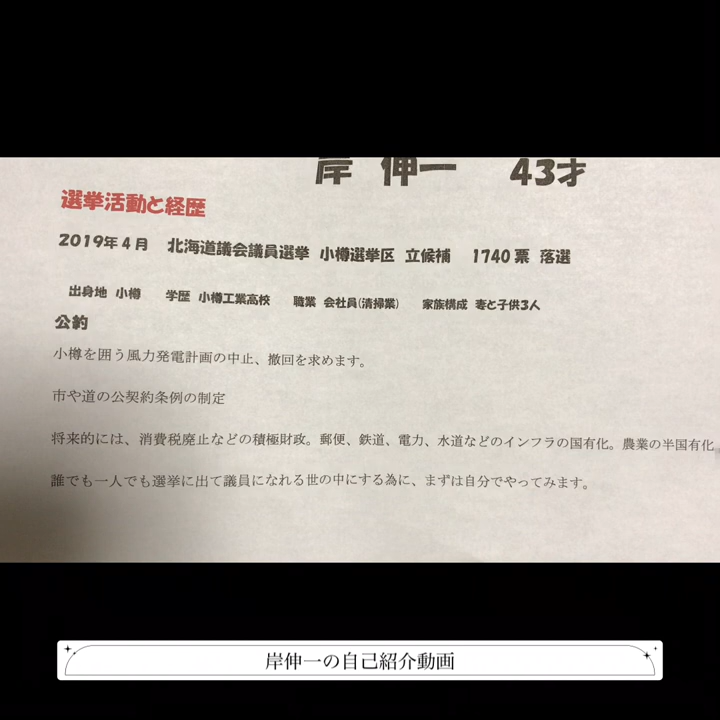 岸 伸一 43才
選挙活動と経歴
2019年4月 北海道議会議員選挙 小樽選挙区 立候補 1740票 落選
出身地 小樽 学歴 小樽工業高校 職業 会社員(清掃業) 家族構成 妻と子供3人
公約
小樽を囲う風力発電計画の中止、撤回を求めます。
市や道の公契約条例の制定
将来的には、消費税廃止などの積極財政。郵便、鉄道、電力、水道などのインフラの国有化。農業の半国有化。
誰でも一人でも選挙に出て議員になれる世の中にする為に、まずは自分でやってみます。
岸伸一の自己紹介動画